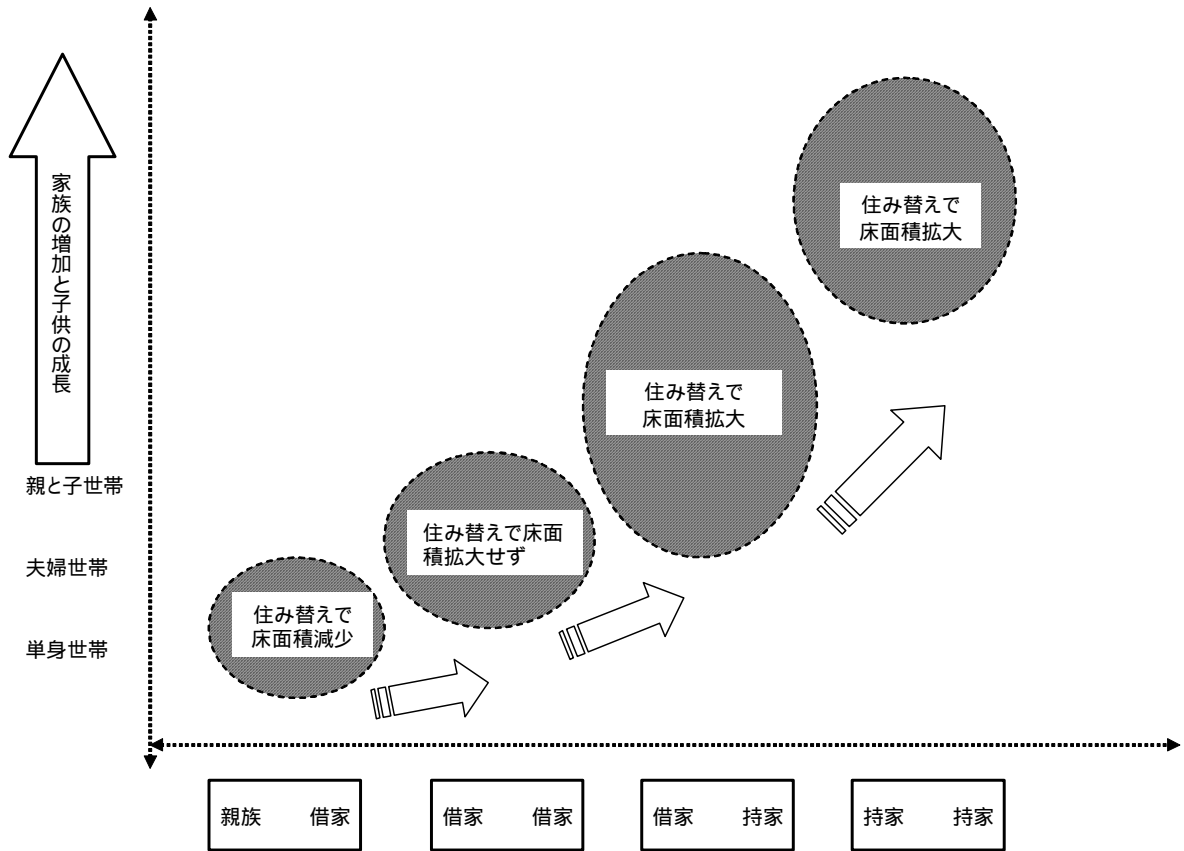 家族の増加と子供の成長
住み替えで
床面積拡大
住み替えで
床面積拡大
親と子世帯
住み替えで床面
積拡大せず
夫婦世帯
住み替えで
床面積減少
単身世帯
親族 借家
借家 借家
借家 持家
持家 持家